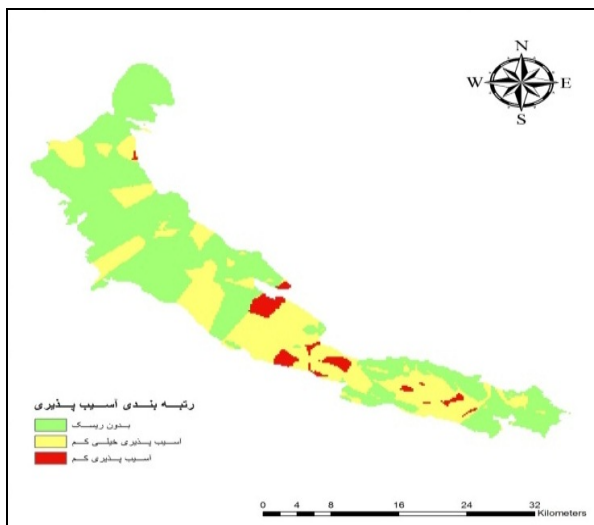 N
W E
S
رتبه بندی آسیب پذیری
بدون ریسک
آسیب پذیری خیلی کم
آسیب پذیری کم
0 4 8 16 24 32
Kilometers